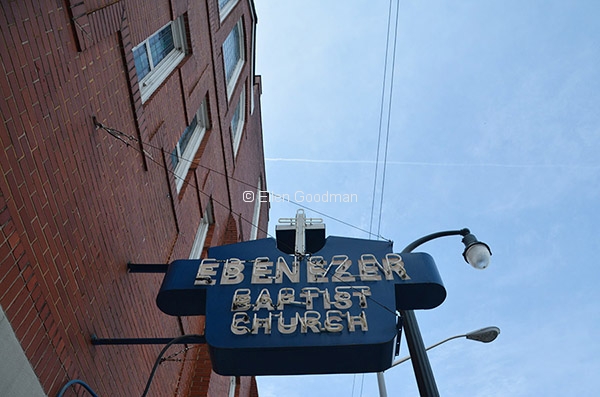 © Ellen Goodman
EBENEZER
BAPTIST
CHURCH